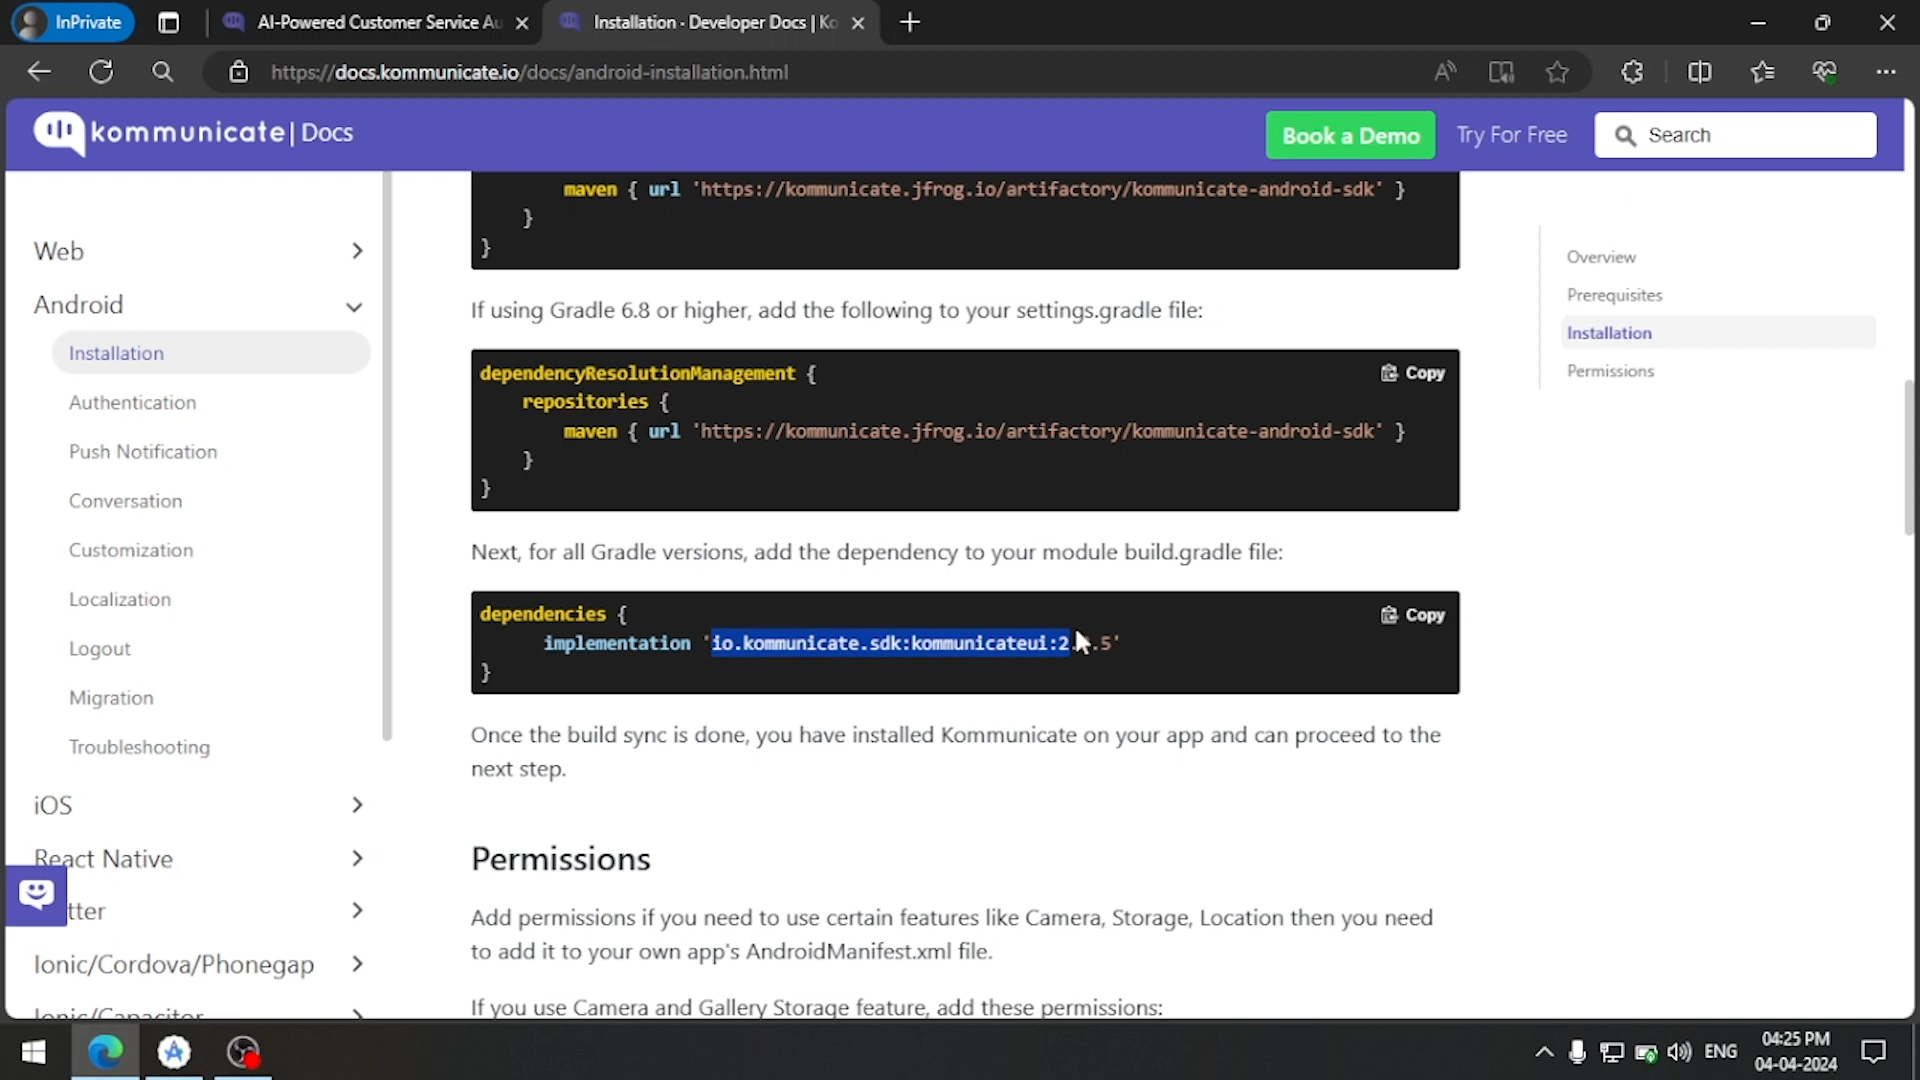 InPrivate
AI-Powered Customer Service Au
Installation · Developer Docs | Ko
https://docs.kommunicate.io/docs/android-installation.html
kommunicate | Docs
Book a Demo
Try For Free
Search
Web
Android
Installation
Authentication
Push Notification
Conversation
Customization
Localization
Logout
Migration
Troubleshooting
iOS
React Native
tter
Ionic/Cordova/Phonegap
Ionic/Capacitor
maven { url 'https://kommunicate.jfrog.io/artifactory/kommunicate-android-sdk' }
}
}
If using Gradle 6.8 or higher, add the following to your settings.gradle file:
Copy
dependencyResolutionManagement {
repositories {
maven { url 'https://kommunicate.jfrog.io/artifactory/kommunicate-android-sdk' }
}
}
Next, for all Gradle versions, add the dependency to your module build.gradle file:
Copy
dependencies {
implementation 'io.kommunicate.sdk:kommunicateui:2. .5'
}
Once the build sync is done, you have installed Kommunicate on your app and can proceed to the
next step.
Permissions
Add permissions if you need to use certain features like Camera, Storage, Location then you need
to add it to your own app's AndroidManifest.xml file.
If you use Camera and Gallery Storage feature, add these permissions:
Overview
Prerequisites
Installation
Permissions
ENG
04:25 PM
04-04-2024